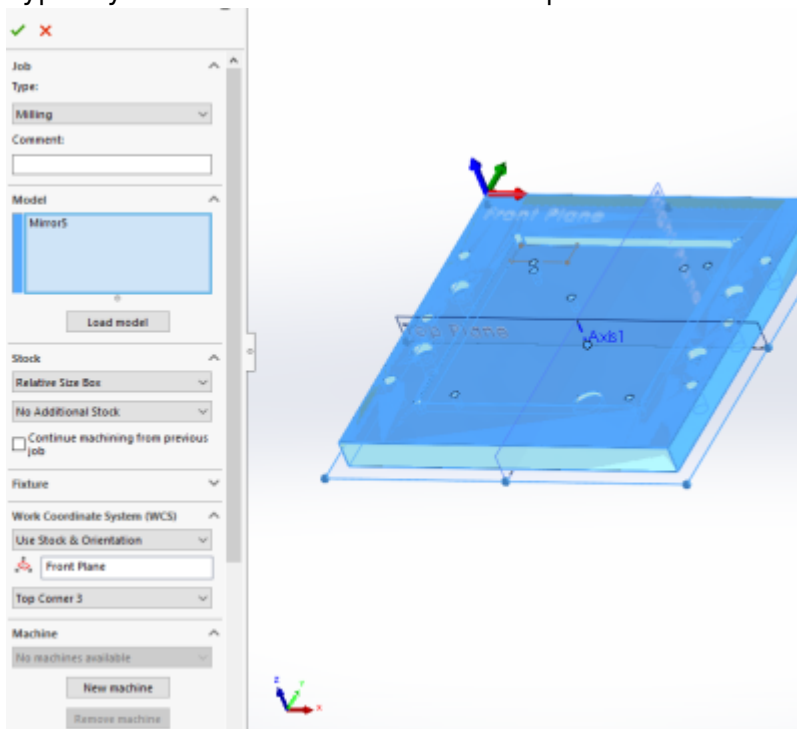 Job
Type:
Milling
Comment:
Model
Mirror5
Load model
Stock
Relative Size Box
No Additional Stock
Continue machining from previous
job
Fixture
Work Coordinate System (WCS)
Use Stock & Orientation
Front Plane
Top Corner 3
Machine
No machines available
New machine
Remove machine
Front Plane
Top Plane
Axis1
z
Y
x